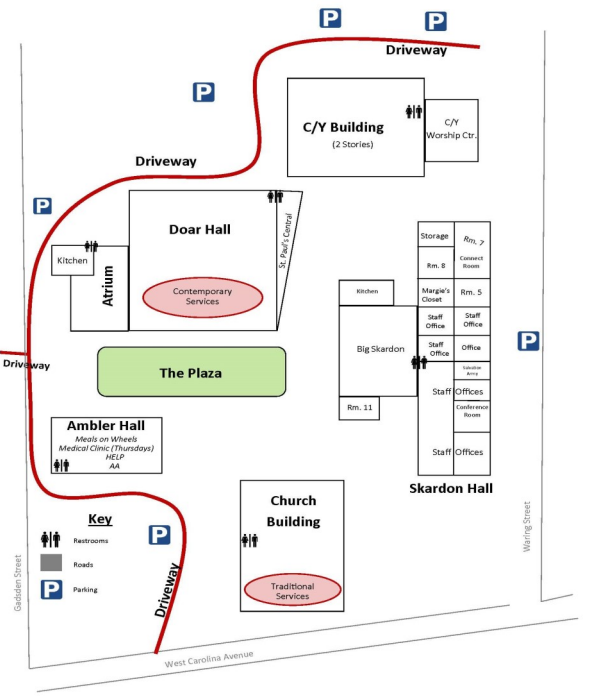 P
P
Driveway
P
C/Y Building
(2 Stories)
C/Y
Worship Ctr.
Driveway
P
Doar Hall
St. Paul's Central
Kitchen
Atrium
Contemporary
Services
Storage
Rm. 7
Rm. 8
Connect
Room
Kitchen
Margie's
Closet
Rm. 5
Staff
Office
Staff
Office
P
Big Skardon
Staff
Office
Office
Driveway
The Plaza
Salvation
Army
Staff Offices
Rm. 11
Conference
Room
Staff Offices
Skardon Hall
Ambler Hall
Meals on Wheels
Medical Clinic (Thursdays)
HELP
AA
Church
Building
Key
Restrooms
Roads
P
Parking
P
Driveway
Traditional
Services
Gadsden Street
Waring Street
West Carolina Avenue